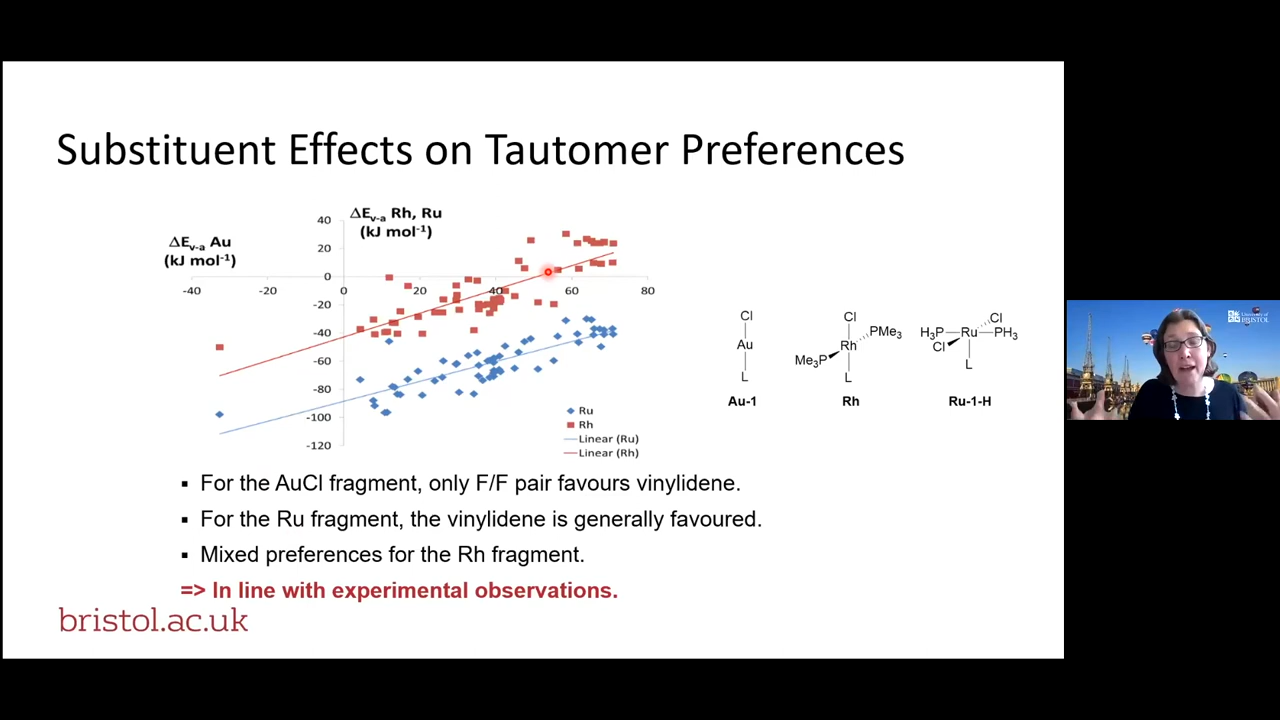 Substituent Effects on Tautomer Preferences
ΔEv-a Au
(kJ mol-1)
ΔEv-a Rh, Ru
(kJ mol-1)
40
20
0
-20
-40
-60
-80
-100
-120
-40
-20
0
20
40
60
80
Ru
Rh
Linear (Ru)
Linear (Rh)
Cl
Au
L
Au-1
Cl
Rh
PMe3
Me3P
L
Rh
Cl
H3P
Ru
PH3
Cl
L
Ru-1-H
▪ For the AuCl fragment, only F/F pair favours vinylidene.
▪ For the Ru fragment, the vinylidene is generally favoured.
▪ Mixed preferences for the Rh fragment.
=> In line with experimental observations.
bristol.ac.uk
University of
BRISTOL